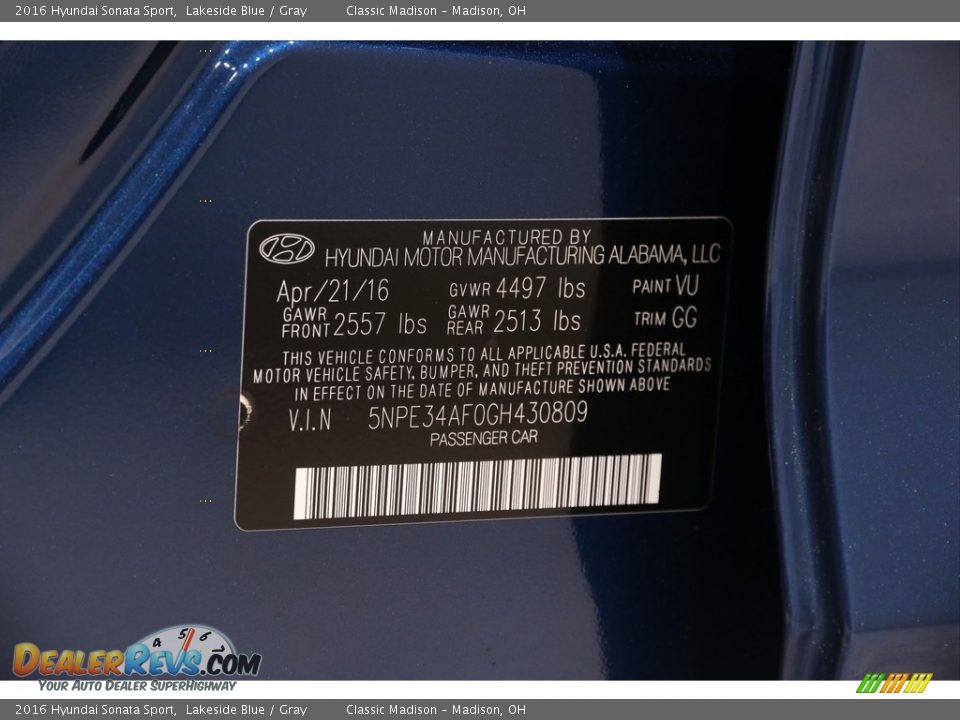 2016 Hyundai Sonata Sport, Lakeside Blue / Gray Classic Madison - Madison, OH
MANUFACTURED BY
HYUNDAI MOTOR MANUFACTURING ALABAMA, LLC
Apr/21/16 GVWR 4497 lbs PAINT VU
GAWR FRONT 2557 lbs GAWR REAR 2513 lbs TRIM GG
THIS VEHICLE CONFORMS TO ALL APPLICABLE U.S.A. FEDERAL
MOTOR VEHICLE SAFETY, BUMPER, AND THEFT PREVENTION STANDARDS
IN EFFECT ON THE DATE OF MANUFACTURE SHOWN ABOVE
V.I.N 5NPE34AF0GH430809
PASSENGER CAR
4 5 6
DEALERREVS.COM
YOUR AUTO DEALER SUPERHIGHWAY
2016 Hyundai Sonata Sport, Lakeside Blue / Gray Classic Madison - Madison, OH